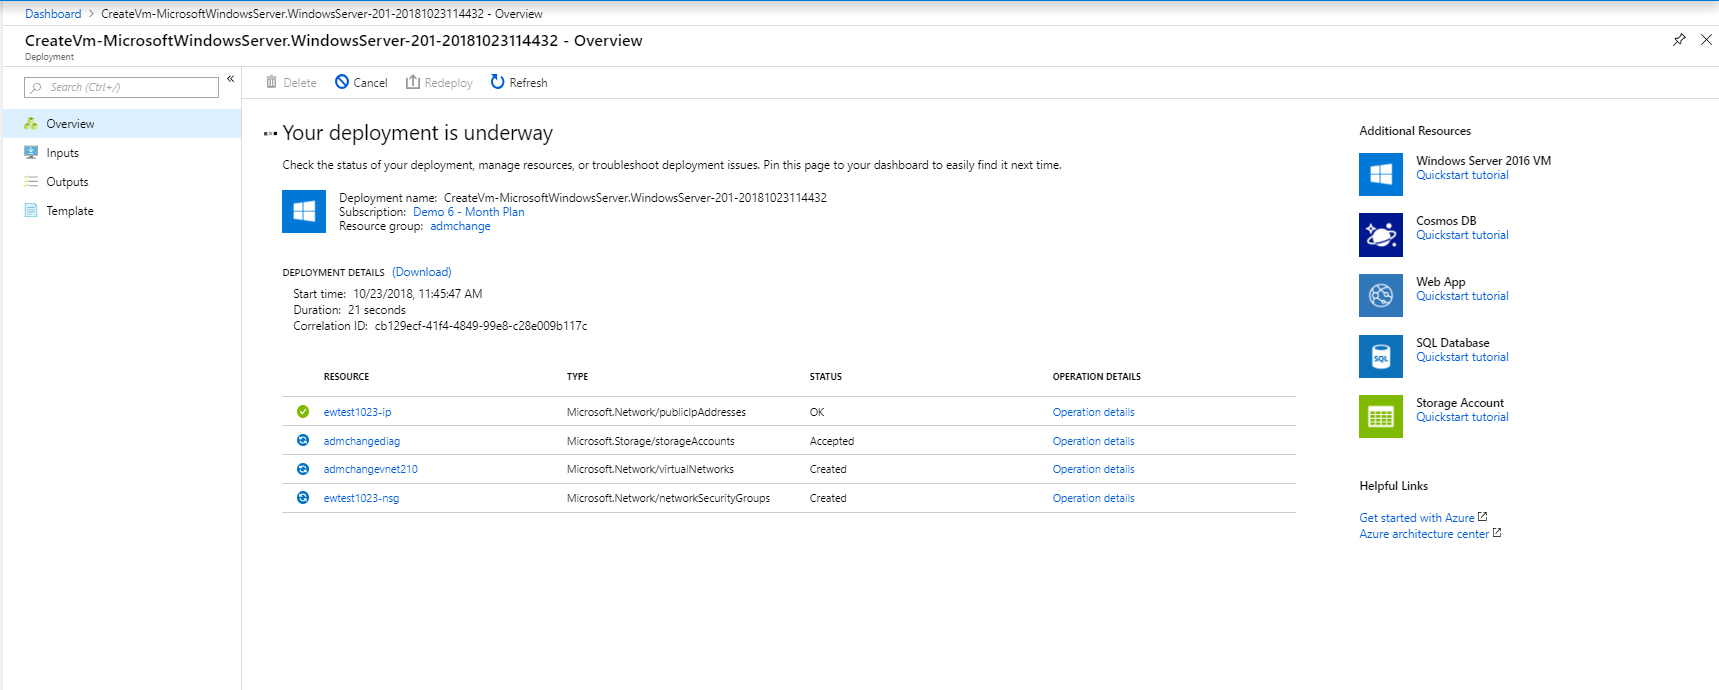 Dashboard > CreateVm-MicrosoftWindowsServer.WindowsServer-201-20181023114432 - Overview
CreateVm-MicrosoftWindowsServer.WindowsServer-201-20181023114432 - Overview
Deployment
Search (Ctrl+/)
«
Overview
Inputs
Outputs
Template
Delete Cancel Redeploy Refresh
Your deployment is underway
Check the status of your deployment, manage resources, or troubleshoot deployment issues. Pin this page to your dashboard to easily find it next time.
Deployment name: CreateVm-MicrosoftWindowsServer.WindowsServer-201-20181023114432
Subscription: Demo 6 - Month Plan
Resource group: admchange
DEPLOYMENT DETAILS (Download)
Start time: 10/23/2018, 11:45:47 AM
Duration: 21 seconds
Correlation ID: cb129ecf-41f4-4849-99e8-c28e009b117c
RESOURCE TYPE STATUS OPERATION DETAILS
ewtest1023-ip Microsoft.Network/publicIpAddresses OK Operation details
admchangediag Microsoft.Storage/storageAccounts Accepted Operation details
admchangevnet210 Microsoft.Network/virtualNetworks Created Operation details
ewtest1023-nsg Microsoft.Network/networkSecurityGroups Created Operation details
Additional Resources
Windows Server 2016 VM
Quickstart tutorial
Cosmos DB
Quickstart tutorial
Web App
Quickstart tutorial
SQL
SQL Database
Quickstart tutorial
Storage Account
Quickstart tutorial
Helpful Links
Get started with Azure
Azure architecture center